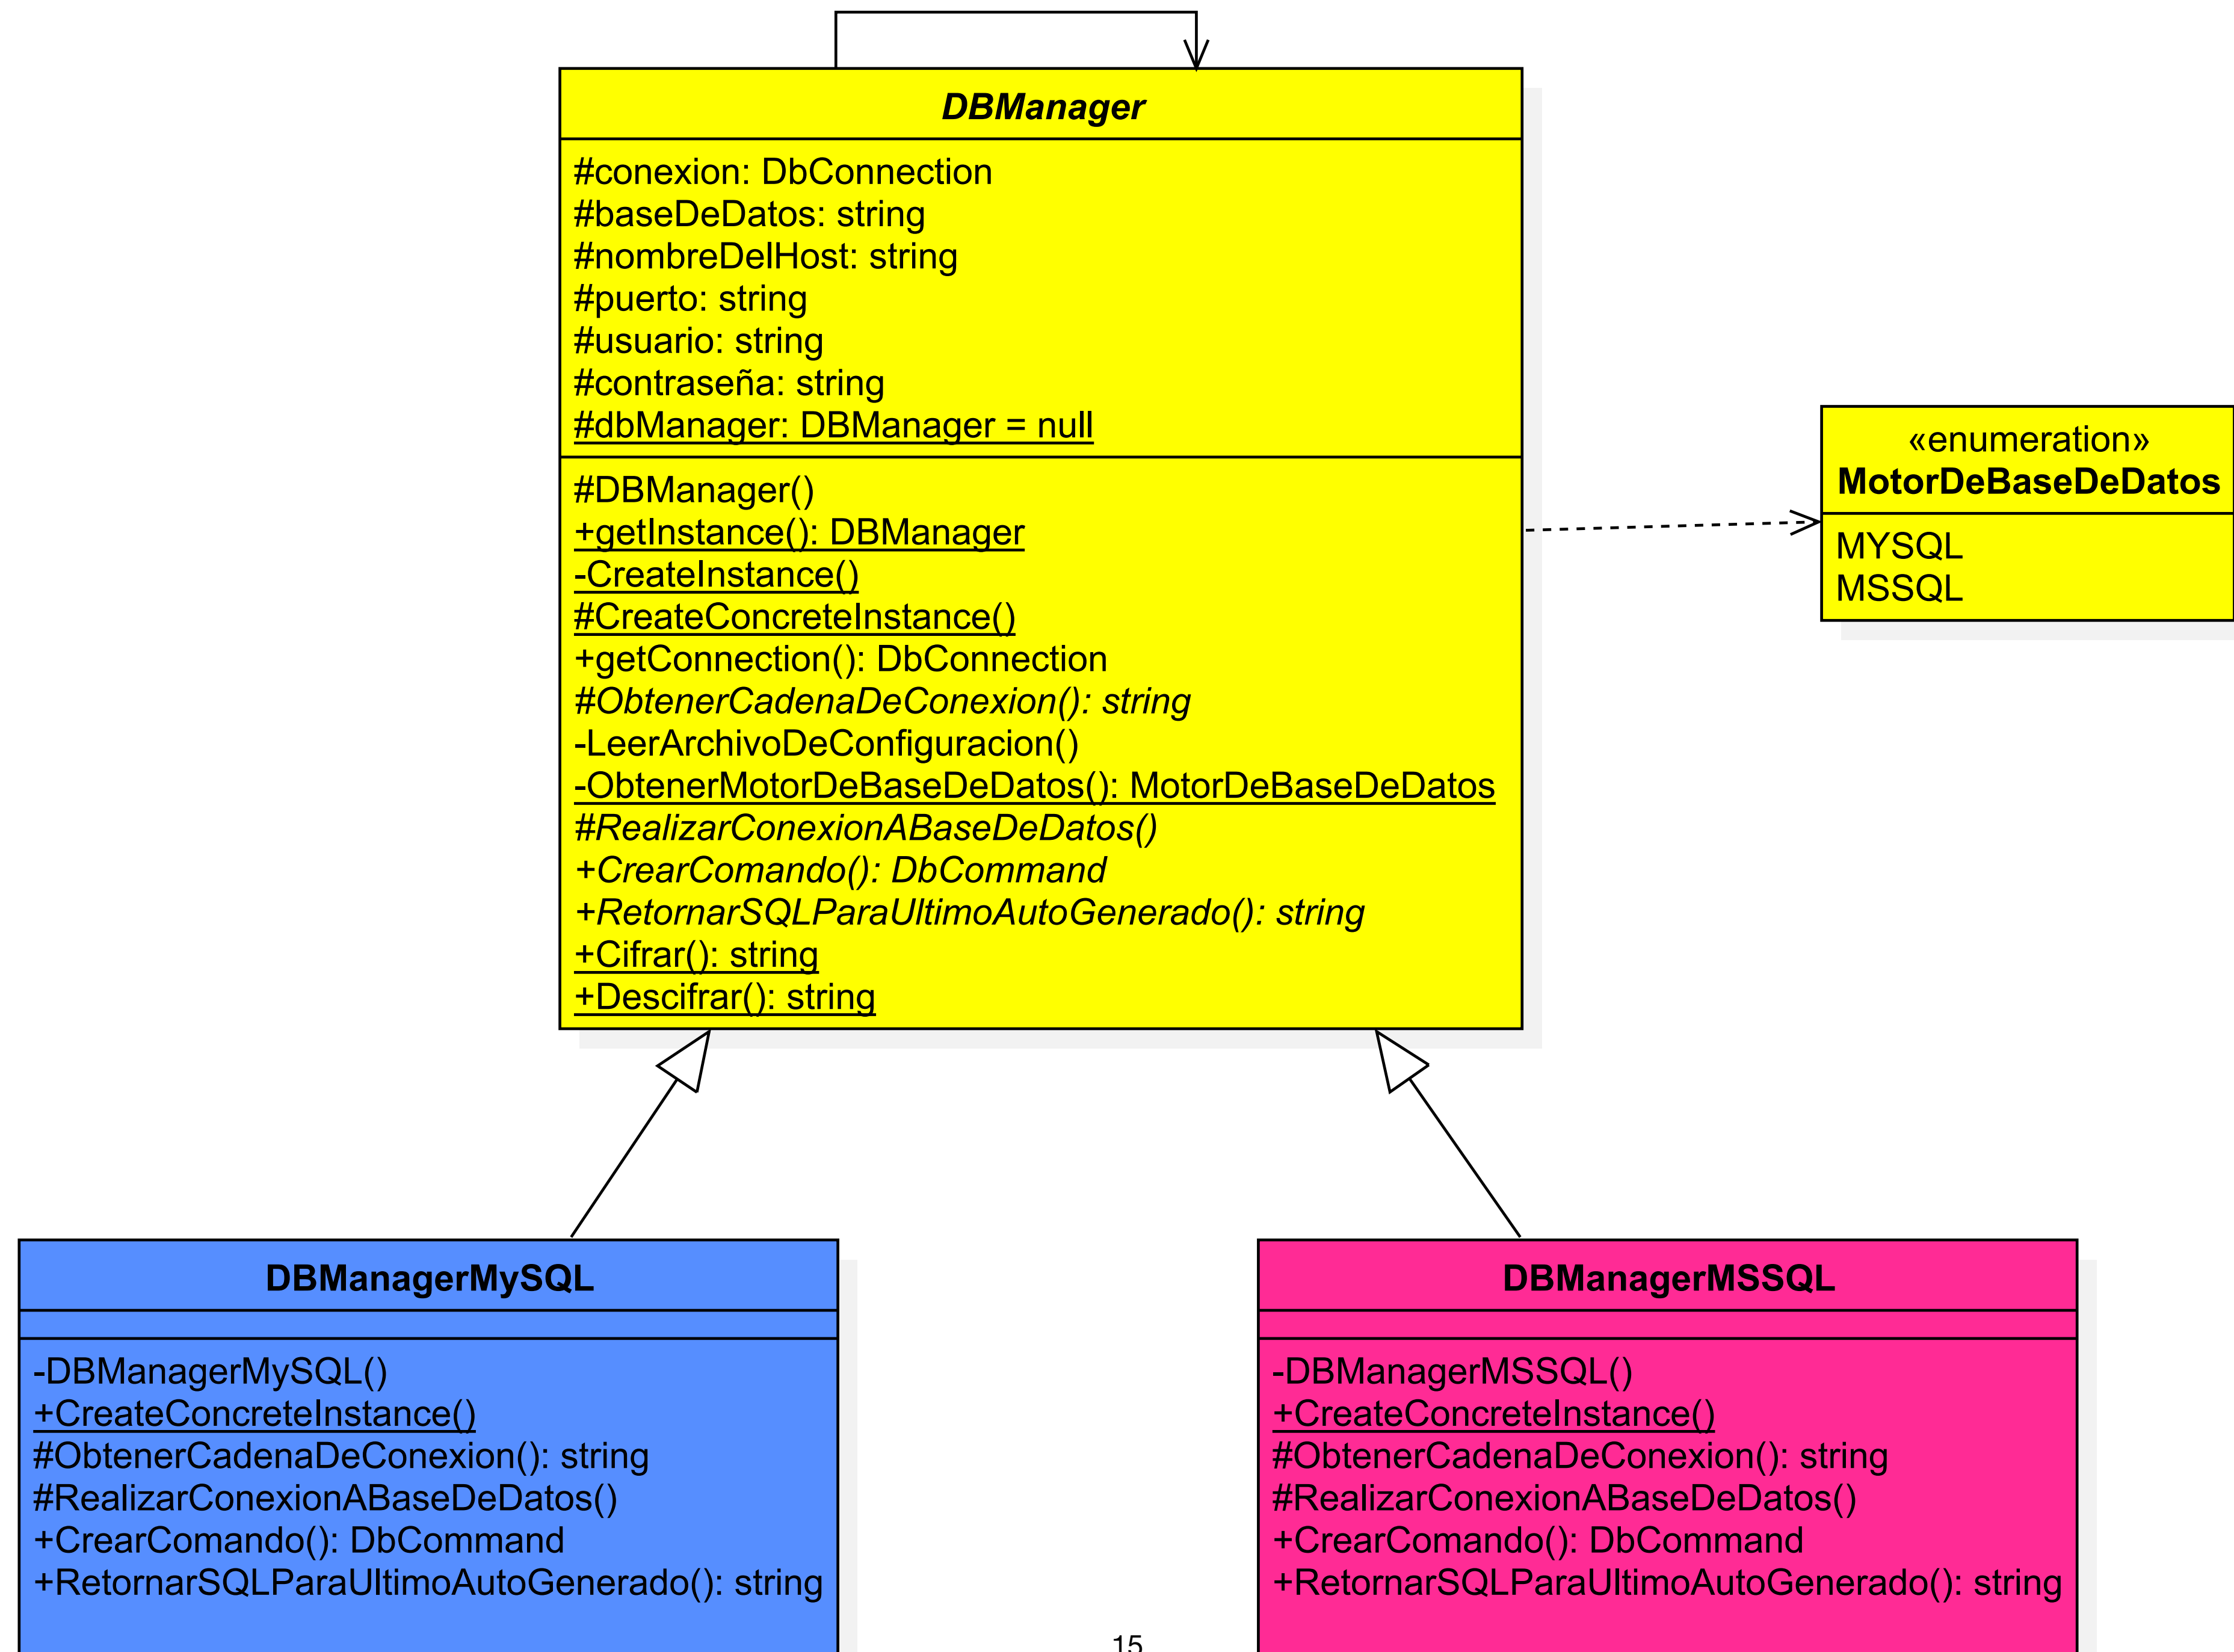 DBManager
#conexion: DbConnection
#baseDeDatos: string
#nombreDelHost: string
#puerto: string
#usuario: string
#contraseña: string
#dbManager: DBManager = null
#DBManager()
+getInstance(): DBManager
-CreateInstance()
#CreateConcreteInstance()
+getConnection(): DbConnection
#ObtenerCadenaDeConexion(): string
-LeerArchivoDeConfiguracion()
-ObtenerMotorDeBaseDeDatos(): MotorDeBaseDeDatos
#RealizarConexionABaseDeDatos()
+CrearComando(): DbCommand
+RetornarSQLParaUltimoAutoGenerado(): string
+Cifrar(): string
+Descifrar(): string
«enumeration»
MotorDeBaseDeDatos
MYSQL
MSSQL
DBManagerMySQL
-DBManagerMySQL()
+CreateConcreteInstance()
#ObtenerCadenaDeConexion(): string
#RealizarConexionABaseDeDatos()
+CrearComando(): DbCommand
+RetornarSQLParaUltimoAutoGenerado(): string
DBManagerMSSQL
-DBManagerMSSQL()
+CreateConcreteInstance()
#ObtenerCadenaDeConexion(): string
#RealizarConexionABaseDeDatos()
+CrearComando(): DbCommand
+RetornarSQLParaUltimoAutoGenerado(): string
15